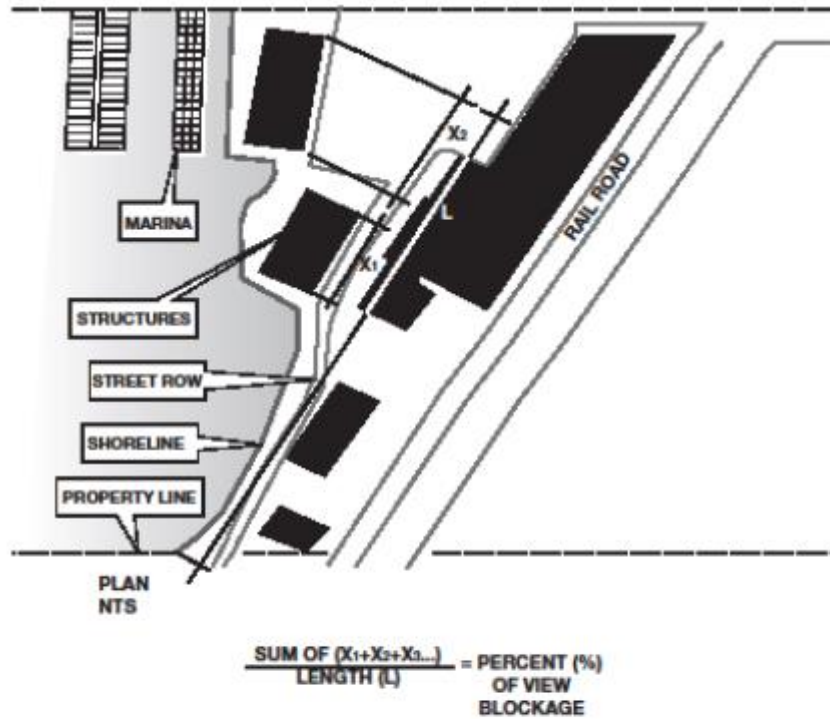 X2
L
RAIL ROAD
MARINA
X1
STRUCTURES
STREET ROW
SHORELINE
PROPERTY LINE
PLAN
NTS
SUM OF (X1+X2+X3...)
LENGTH (L)
= PERCENT (%)
OF VIEW
BLOCKAGE